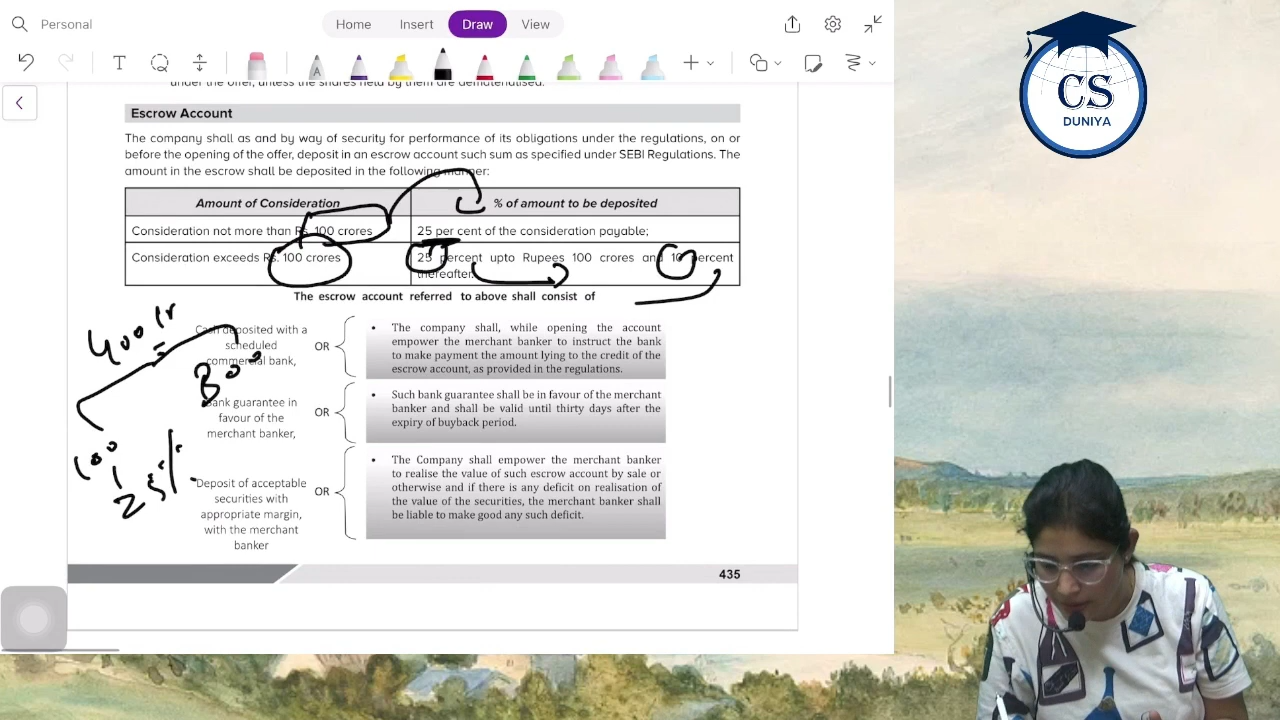 Personal
Home Insert Draw View
CS
DUNIYA
under the offer, unless the shares held by them are dematerialised.
Escrow Account
The company shall as and by way of security for performance of its obligations under the regulations, on or
before the opening of the offer, deposit in an escrow account such sum as specified under SEBI Regulations. The
amount in the escrow shall be deposited in the following manner:
Amount of Consideration % of amount to be deposited
Consideration not more than Rs. 100 crores 25 per cent of the consideration payable;
Consideration exceeds Rs. 100 crores 25 percent upto Rupees 100 crores and 10 percent
thereafter.
The escrow account referred to above shall consist of
400 cr
300
100
25%
Cash deposited with a
scheduled
commercial bank,
OR
• The company shall, while opening the account
empower the merchant banker to instruct the bank
to make payment the amount lying to the credit of the
escrow account, as provided in the regulations.
Bank guarantee in
favour of the
merchant banker,
OR
• Such bank guarantee shall be in favour of the merchant
banker and shall be valid until thirty days after the
expiry of buyback period.
Deposit of acceptable
securities with
appropriate margin,
with the merchant
banker
OR
• The Company shall empower the merchant banker
to realise the value of such escrow account by sale or
otherwise and if there is any deficit on realisation of
the value of the securities, the merchant banker shall
be liable to make good any such deficit.
435